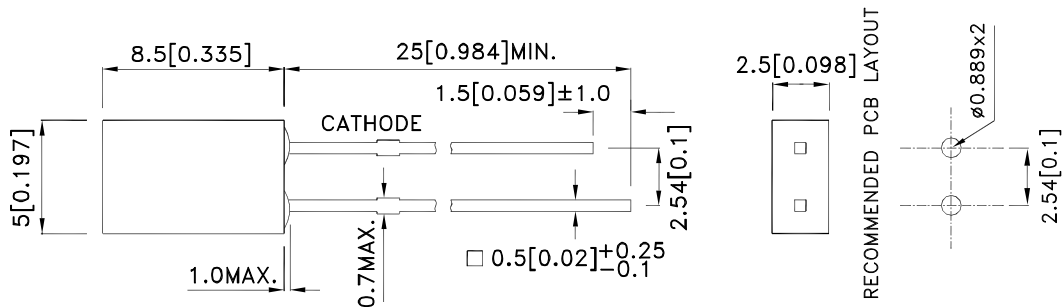 8.5[0.335]
25[0.984]MIN.
1.5[0.059]±1.0
CATHODE
5[0.197]
2.54[0.1]
1.0MAX.
0.7MAX.
□ 0.5[0.02]+0.25
−0.1
2.5[0.098]
RECOMMENDED PCB LAYOUT
ø0.889x2
2.54[0.1]